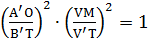 (A′O/B′T)² · (VM/V′T)² = 1